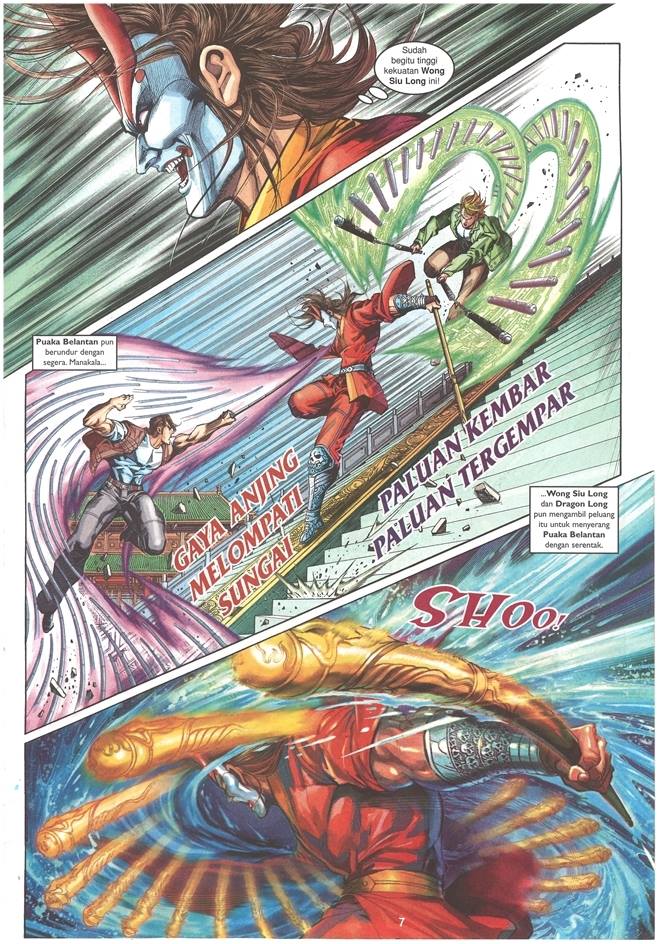 Sudah
begitu tinggi
kekuatan Wong
Siu Long ini!
Puaka Belantan pun
berundur dengan
segera. Manakala...
GAYA ANJING
MELOMPATI
SUNGAI
PALUAN KEMBAR
PALUAN TERGEMPAR
...Wong Siu Long
dan Dragon Long
pun mengambil peluang
itu untuk menyerang
Puaka Belantan
dengan serentak.
SHOO!
7